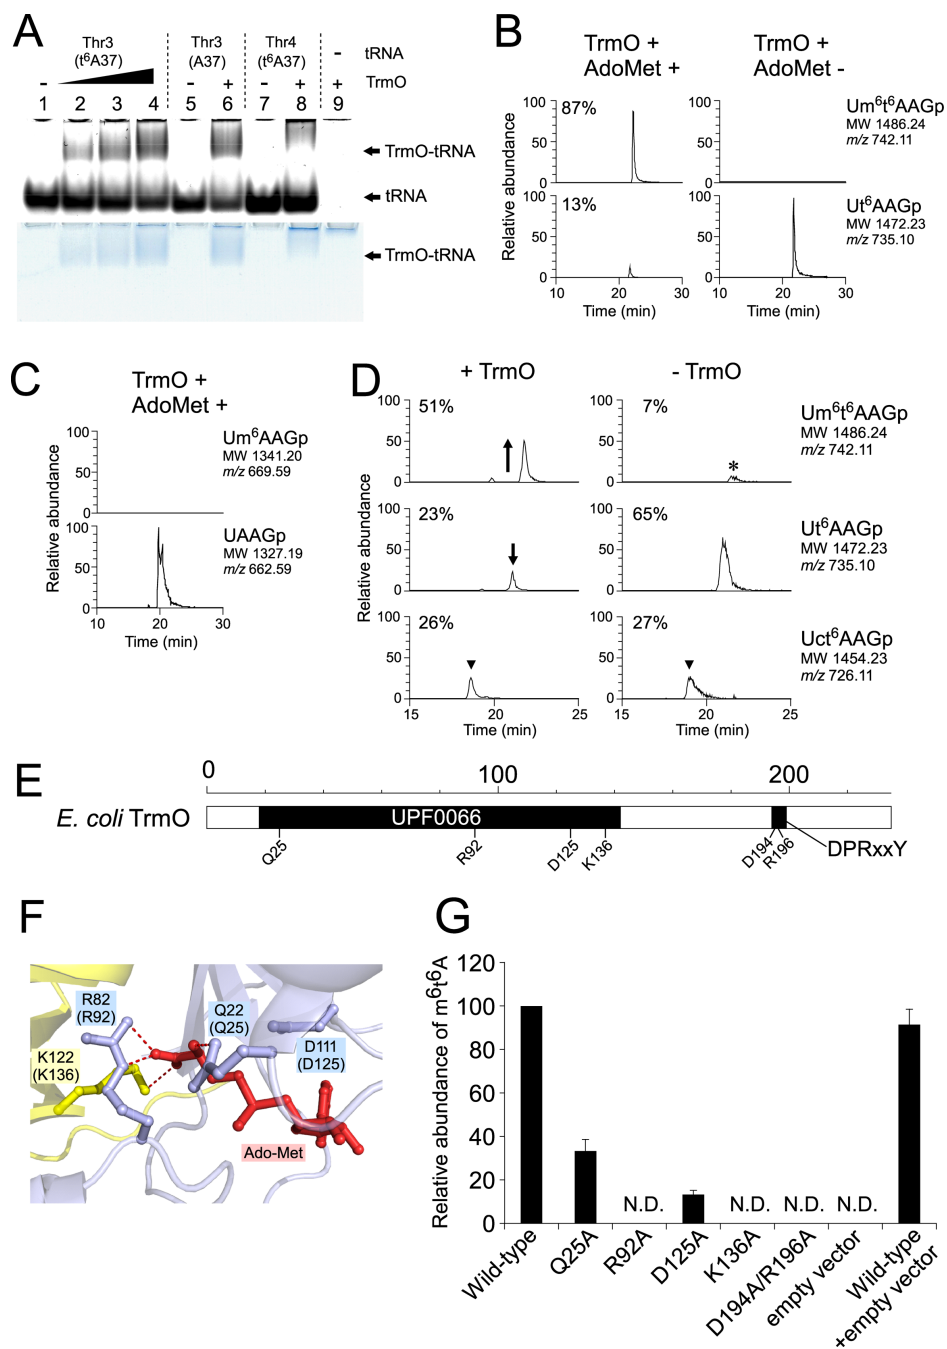 A
Thr3
(t6A37)
Thr3
(A37)
Thr4
(t6A37)
- tRNA
- - + - + + TrmO
1 2 3 4 5 6 7 8 9
TrmO-tRNA
tRNA
TrmO-tRNA
B
TrmO +
AdoMet +
TrmO +
AdoMet -
Relative abundance
100
50
0
87%
Um6t6AAGp
MW 1486.24
m/z 742.11
100
50
0
100
50
0
13%
Ut6AAGp
MW 1472.23
m/z 735.10
100
50
0
10 20 30
Time (min)
10 20 30
Time (min)
C
TrmO +
AdoMet +
Relative abundance
100
50
0
Um6AAGp
MW 1341.20
m/z 669.59
100
50
0
UAAGp
MW 1327.19
m/z 662.59
10 20 30
Time (min)
D
+ TrmO
- TrmO
Relative abundance
100
50
0
51%
100
50
0
7%
*
Um6t6AAGp
MW 1486.24
m/z 742.11
100
50
0
23%
100
50
0
65%
Ut6AAGp
MW 1472.23
m/z 735.10
100
50
0
26%
100
50
0
27%
Uct6AAGp
MW 1454.23
m/z 726.11
15 20 25
Time (min)
15 20 25
Time (min)
E
0 100 200
E. coli TrmO
UPF0066
Q25
R92
D125
K136
D194
R196
DPRxxY
F
R82
(R92)
Q22
(Q25)
D111
(D125)
K122
(K136)
Ado-Met
G
Relative abundance of m6t6A
120
100
80
60
40
20
0
N.D. N.D. N.D. N.D.
Wild-type
Q25A
R92A
D125A
K136A
D194A/R196A
empty vector
Wild-type
+empty vector